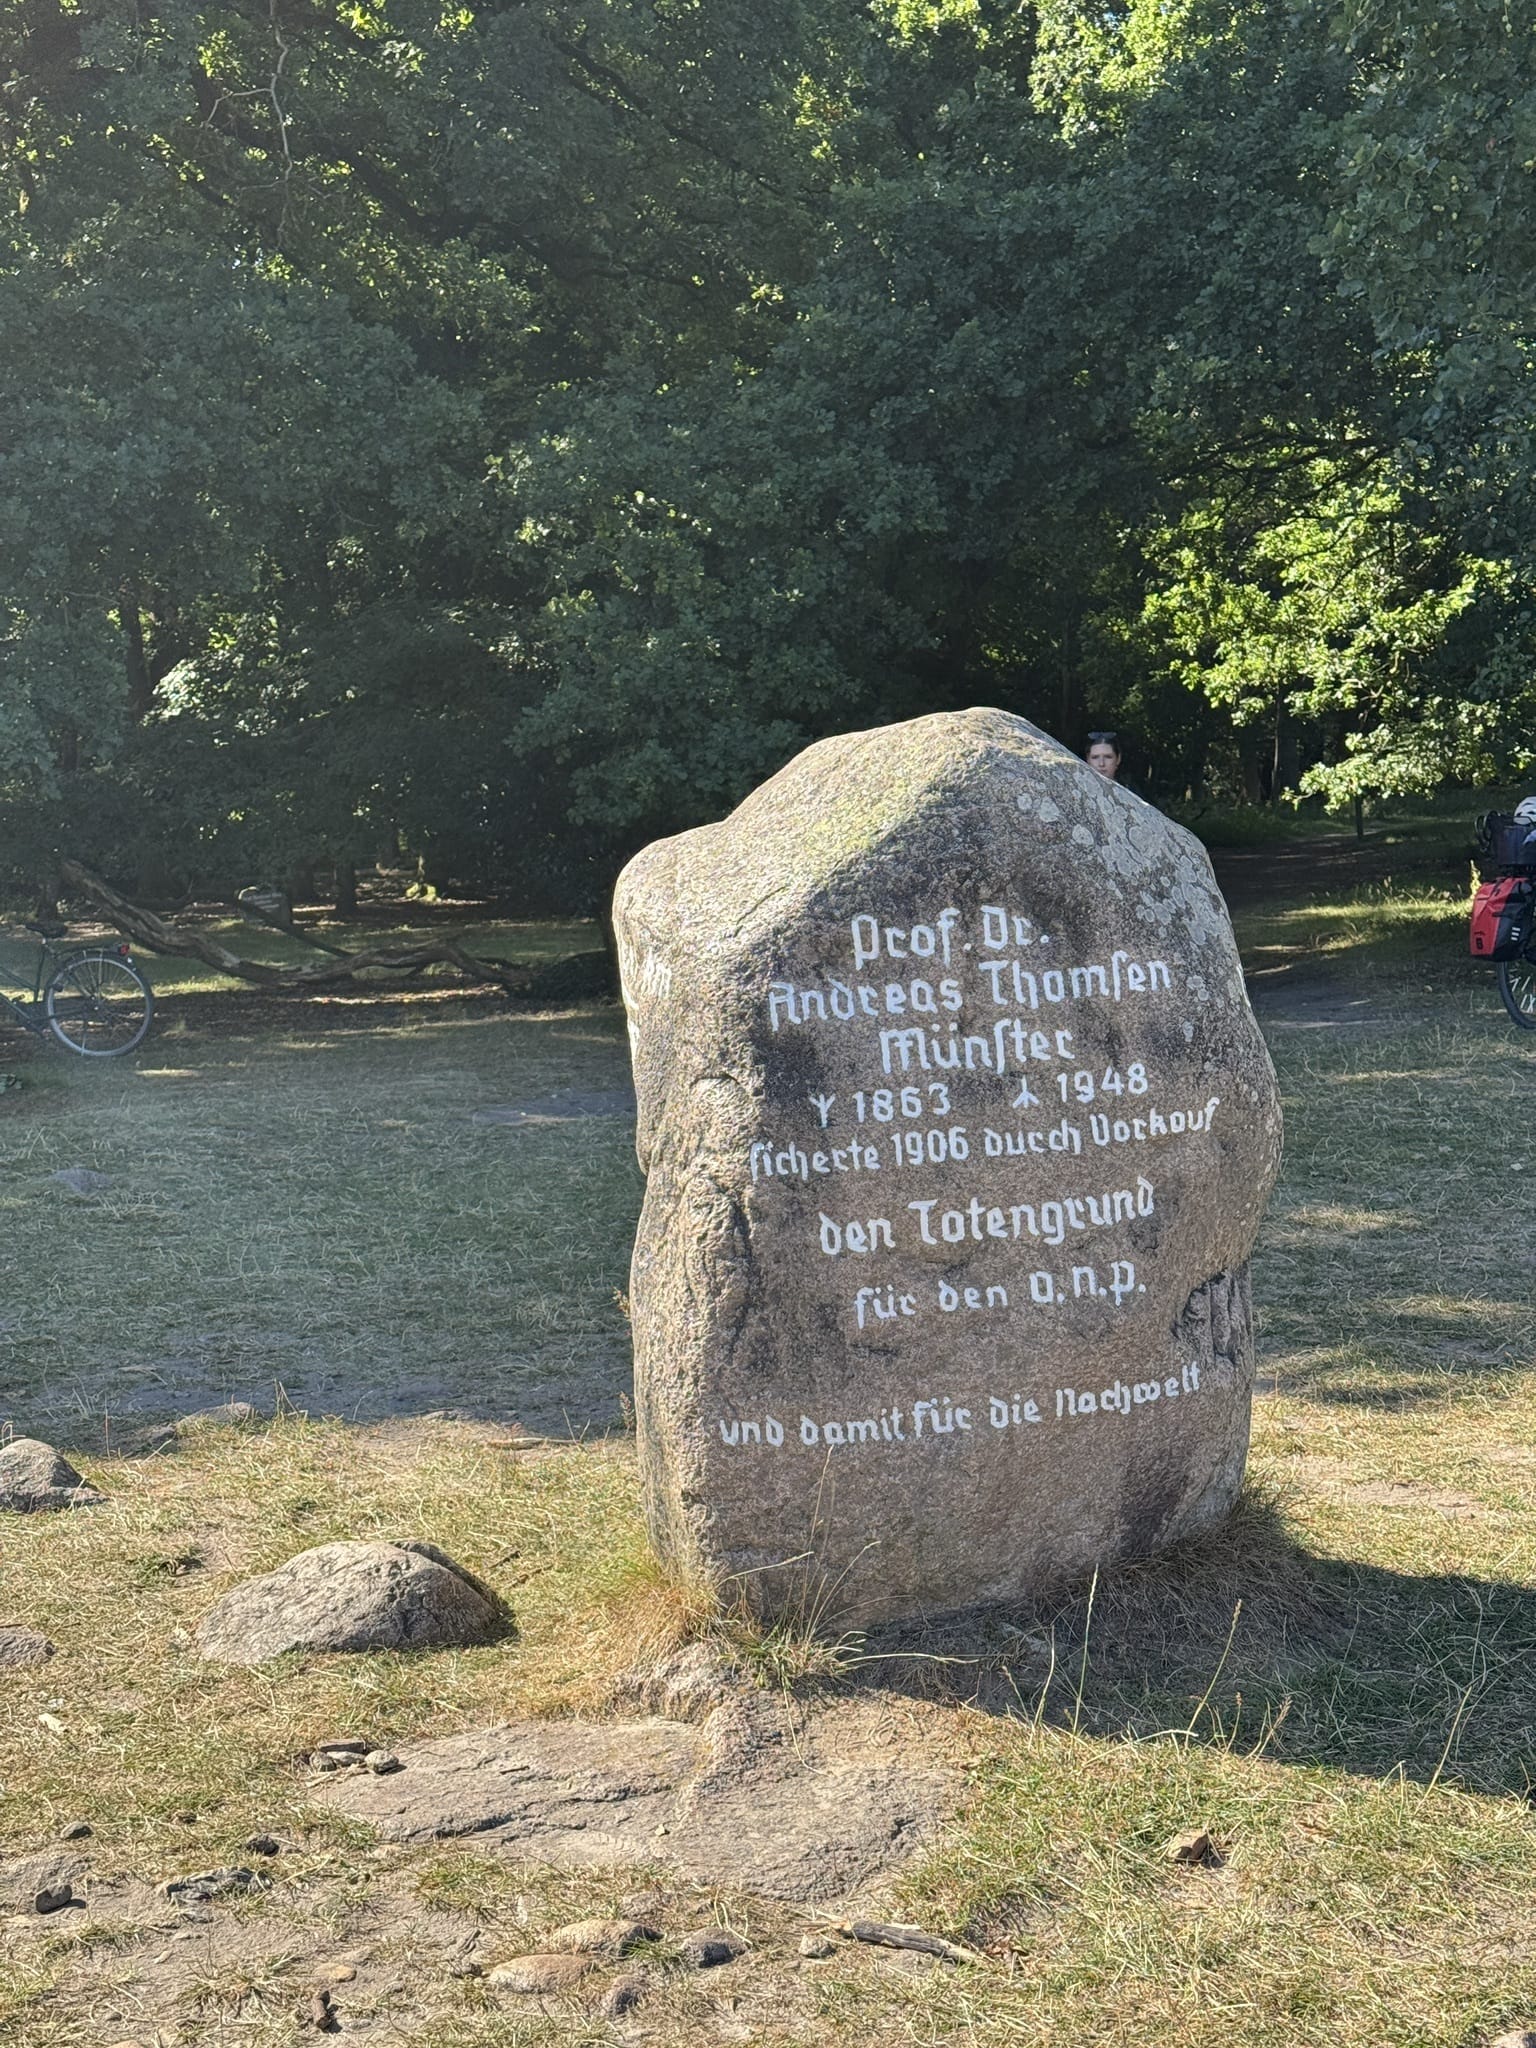 Prof. Dr.
Andreas Thomſen
Münſter
ᛉ 1863 ᛦ 1948
ſicherte 1906 durch Vorkauf
den Totengrund
für den V.N.P.
und damit für die Nachwelt